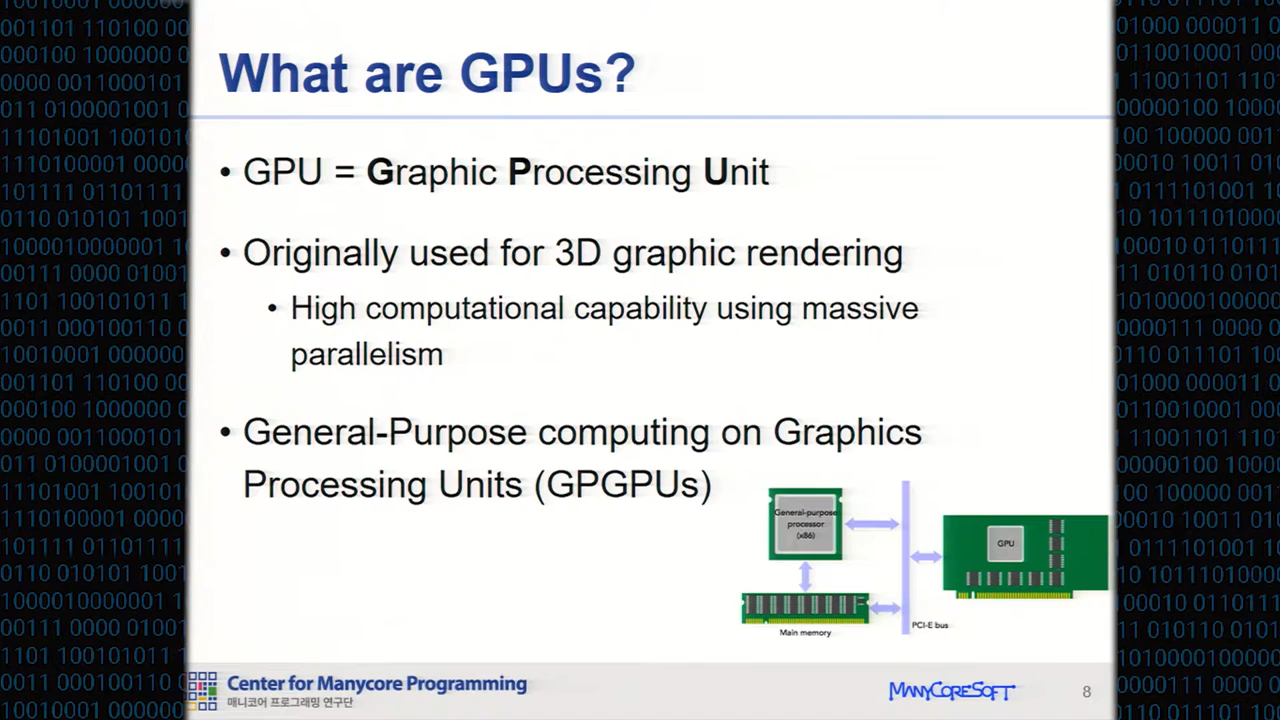 What are GPUs?
• GPU = Graphic Processing Unit
• Originally used for 3D graphic rendering
• High computational capability using massive
parallelism
• General-Purpose computing on Graphics
Processing Units (GPGPUs)
General-purpose
processor
(x86)
GPU
Main memory
PCI-E bus
Center for Manycore Programming
매니코어 프로그래밍 연구단
MANYCORESOFT
8